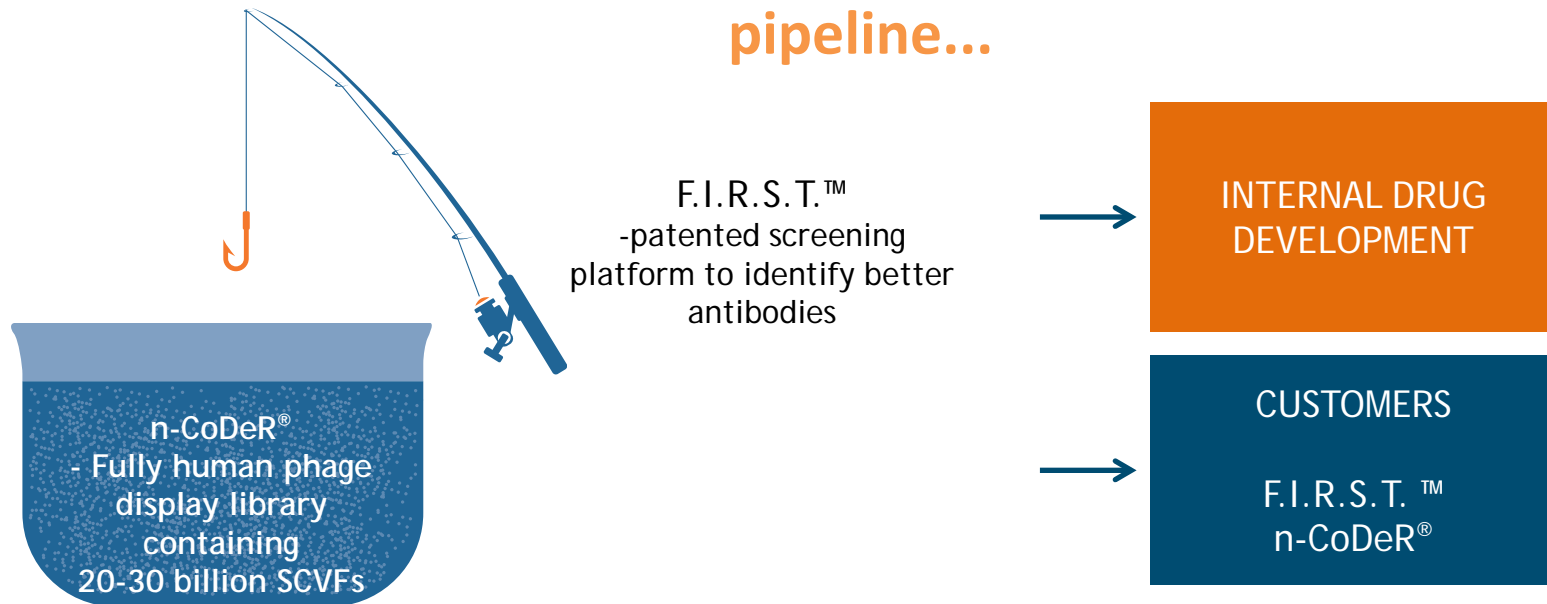 pipeline...
F.I.R.S.T.™
-patented screening
platform to identify better
antibodies
INTERNAL DRUG
DEVELOPMENT
n-CoDeR®
- Fully human phage
display library
containing
20-30 billion SCVFs
CUSTOMERS
F.I.R.S.T. ™
n-CoDeR®